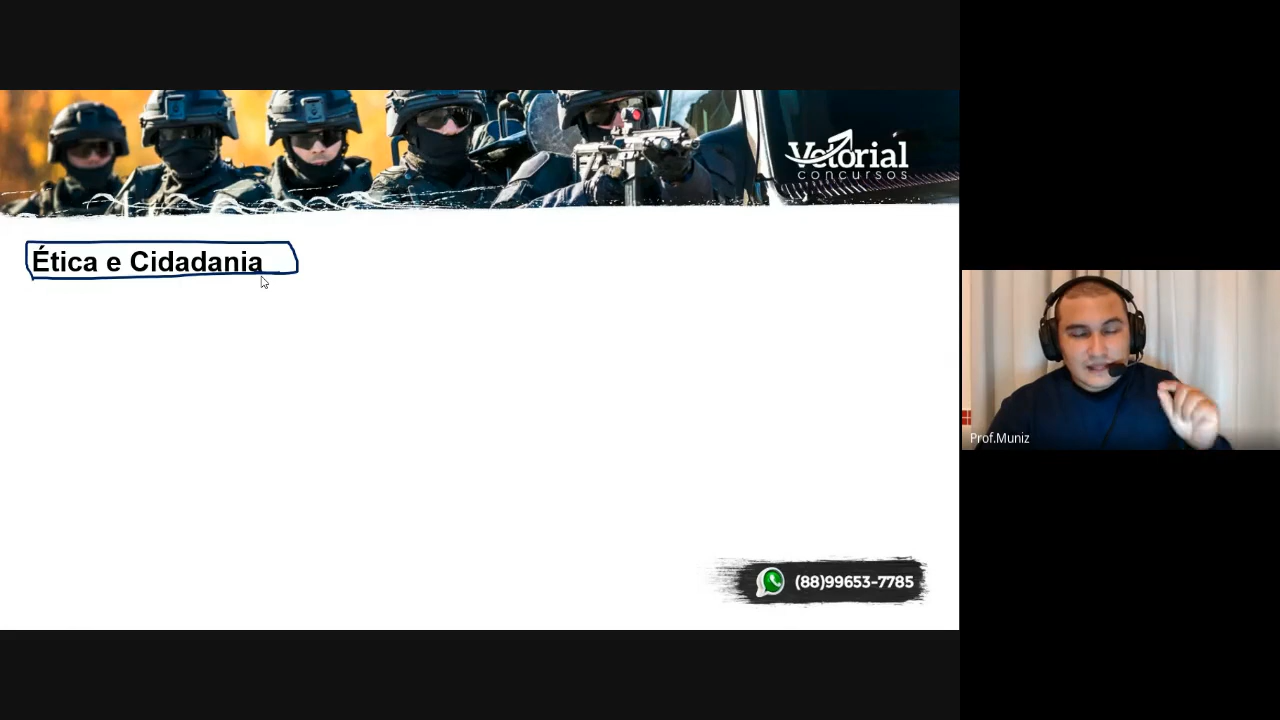 Vetorial
concursos
Ética e Cidadania
Prof.Muniz
(88)99653-7785